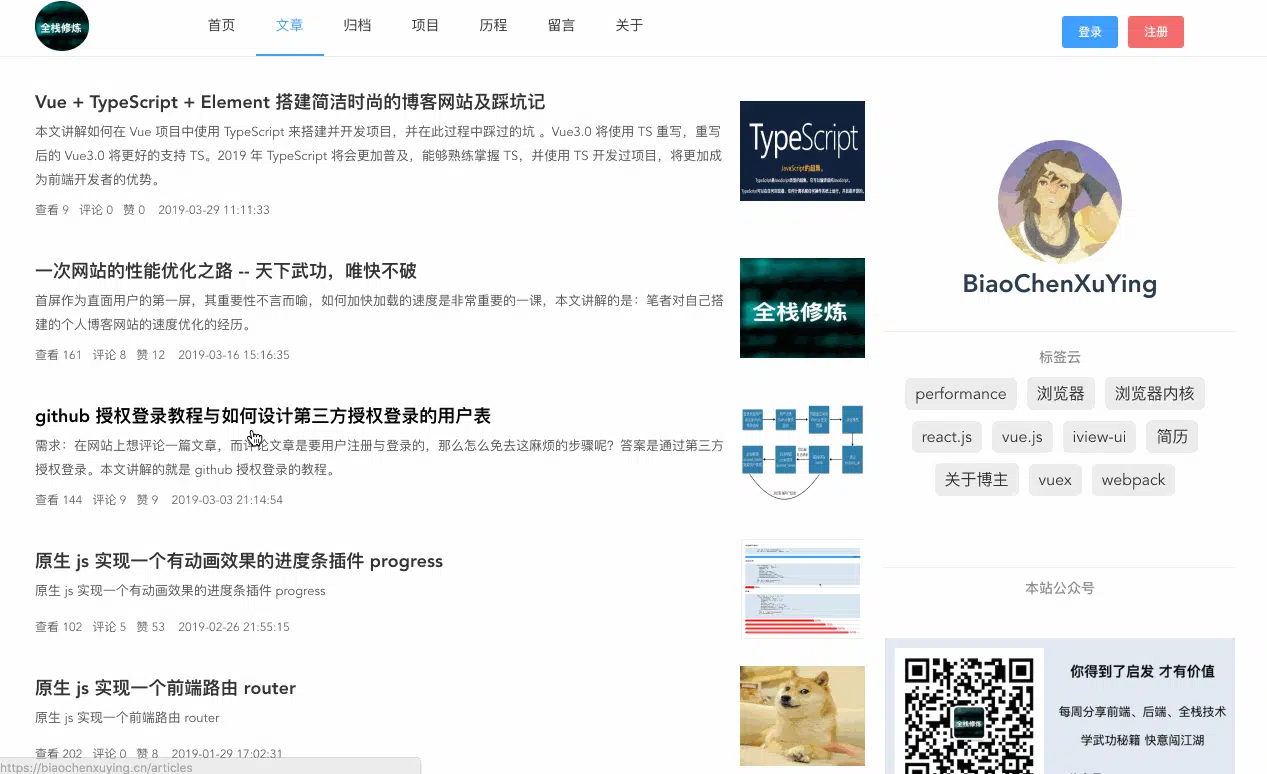 全栈修炼
首页 文章 归档 项目 历程 留言 关于
登录 注册
Vue + TypeScript + Element 搭建简洁时尚的博客网站及踩坑记
本文讲解如何在 Vue 项目中使用 TypeScript 来搭建并开发项目，并在此过程中踩过的坑 。Vue3.0 将使用 TS 重写，重写
后的 Vue3.0 将更好的支持 TS。2019 年 TypeScript 将会更加普及，能够熟练掌握 TS，并使用 TS 开发过项目，将更加成
为前端开发者的优势。
查看 9 评论 0 赞 0 2019-03-29 11:11:33
TypeScript
JavaScript的超集。
一次网站的性能优化之路 -- 天下武功，唯快不破
首屏作为直面用户的第一屏，其重要性不言而喻，如何加快加载的速度是非常重要的一课，本文讲解的是：笔者对自己搭
建的个人博客网站的速度优化的经历。
查看 161 评论 8 赞 12 2019-03-16 15:16:35
全栈修炼
github 授权登录教程与如何设计第三方授权登录的用户表
需求：在网站上想评论一篇文章，而评论文章是要用户注册与登录的，那么怎么免去这麻烦的步骤呢？答案是通过第三方
授权登录。本文讲解的就是 github 授权登录的教程。
查看 144 评论 9 赞 9 2019-03-03 21:14:54
原生 js 实现一个有动画效果的进度条插件 progress
原生 js 实现一个有动画效果的进度条插件 progress
2019-02-26 21:55:15
原生 js 实现一个前端路由 router
原生 js 实现一个前端路由 router
查看 202 评论 0 赞 8 2019-01-29 17:02:31
https://biaochenxuying.cn/articles
BiaoChenXuYing
标签云
performance 浏览器 浏览器内核
react.js vue.js iview-ui 简历
关于博主 vuex webpack
本站公众号
全栈修炼
你得到了启发 才有价值
每周分享前端、后端、全栈技术
学武功秘籍 快意闯江湖